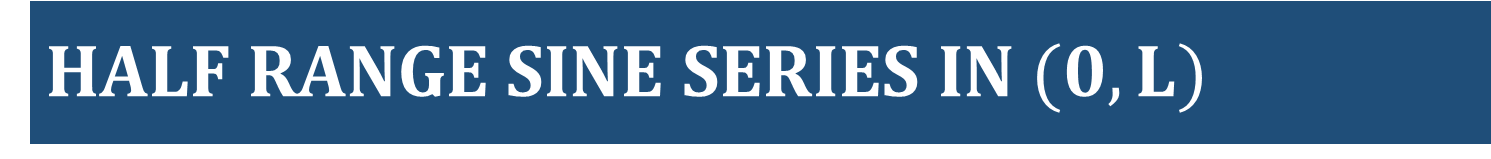 HALF RANGE SINE SERIES IN (0, L)